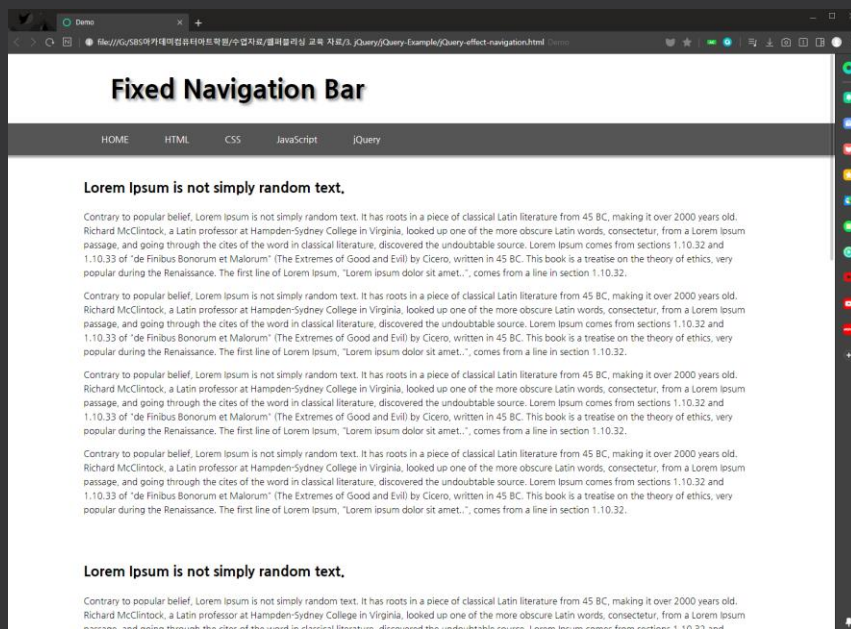 Demo
file:///G:/SBS아카데미컴퓨터아트학원/수업자료/웹퍼블리싱 교육 자료/3. jQuery/jQuery-Example/jQuery-effect-navigation.html Demo
Fixed Navigation Bar
HOME HTML CSS JavaScript jQuery
Lorem Ipsum is not simply random text.
Contrary to popular belief, Lorem Ipsum is not simply random text. It has roots in a piece of classical Latin literature from 45 BC, making it over 2000 years old.
Richard McClintock, a Latin professor at Hampden-Sydney College in Virginia, looked up one of the more obscure Latin words, consectetur, from a Lorem Ipsum
passage, and going through the cites of the word in classical literature, discovered the undoubtable source. Lorem Ipsum comes from sections 1.10.32 and
1.10.33 of "de Finibus Bonorum et Malorum" (The Extremes of Good and Evil) by Cicero, written in 45 BC. This book is a treatise on the theory of ethics, very
popular during the Renaissance. The first line of Lorem Ipsum, "Lorem ipsum dolor sit amet..", comes from a line in section 1.10.32.
Contrary to popular belief, Lorem Ipsum is not simply random text. It has roots in a piece of classical Latin literature from 45 BC, making it over 2000 years old.
Richard McClintock, a Latin professor at Hampden-Sydney College in Virginia, looked up one of the more obscure Latin words, consectetur, from a Lorem Ipsum
passage, and going through the cites of the word in classical literature, discovered the undoubtable source. Lorem Ipsum comes from sections 1.10.32 and
1.10.33 of "de Finibus Bonorum et Malorum" (The Extremes of Good and Evil) by Cicero, written in 45 BC. This book is a treatise on the theory of ethics, very
popular during the Renaissance. The first line of Lorem Ipsum, "Lorem ipsum dolor sit amet..", comes from a line in section 1.10.32.
Contrary to popular belief, Lorem Ipsum is not simply random text. It has roots in a piece of classical Latin literature from 45 BC, making it over 2000 years old.
Richard McClintock, a Latin professor at Hampden-Sydney College in Virginia, looked up one of the more obscure Latin words, consectetur, from a Lorem Ipsum
passage, and going through the cites of the word in classical literature, discovered the undoubtable source. Lorem Ipsum comes from sections 1.10.32 and
1.10.33 of "de Finibus Bonorum et Malorum" (The Extremes of Good and Evil) by Cicero, written in 45 BC. This book is a treatise on the theory of ethics, very
popular during the Renaissance. The first line of Lorem Ipsum, "Lorem ipsum dolor sit amet..", comes from a line in section 1.10.32.
Contrary to popular belief, Lorem Ipsum is not simply random text. It has roots in a piece of classical Latin literature from 45 BC, making it over 2000 years old.
Richard McClintock, a Latin professor at Hampden-Sydney College in Virginia, looked up one of the more obscure Latin words, consectetur, from a Lorem Ipsum
passage, and going through the cites of the word in classical literature, discovered the undoubtable source. Lorem Ipsum comes from sections 1.10.32 and
1.10.33 of "de Finibus Bonorum et Malorum" (The Extremes of Good and Evil) by Cicero, written in 45 BC. This book is a treatise on the theory of ethics, very
popular during the Renaissance. The first line of Lorem Ipsum, "Lorem ipsum dolor sit amet..", comes from a line in section 1.10.32.
Lorem Ipsum is not simply random text.
Contrary to popular belief, Lorem Ipsum is not simply random text. It has roots in a piece of classical Latin literature from 45 BC, making it over 2000 years old.
Richard McClintock, a Latin professor at Hampden-Sydney College in Virginia, looked up one of the more obscure Latin words, consectetur, from a Lorem Ipsum
passage, and going through the cites of the word in classical literature, discovered the undoubtable source. Lorem Ipsum comes from sections 1.10.32 and